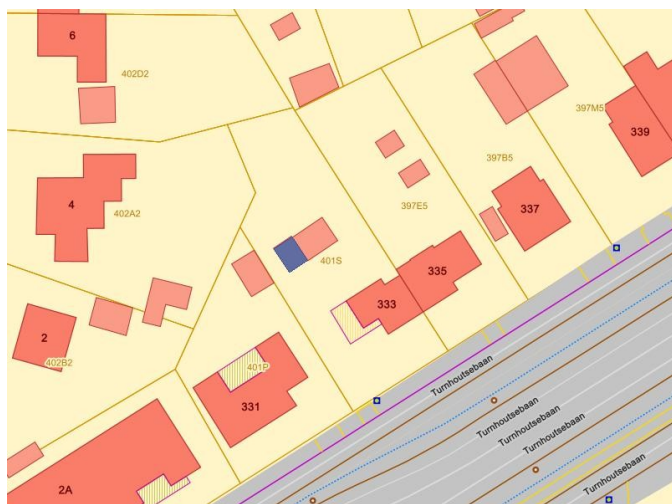 6
402D2
397M5
339
397B5
4
402A2
397E5
337
401S
335
333
2
402B2
401P
331
Turnhoutsebaan
Turnhoutsebaan
Turnhoutsebaan
Turnhoutsebaan
Turnhoutsebaan
2A